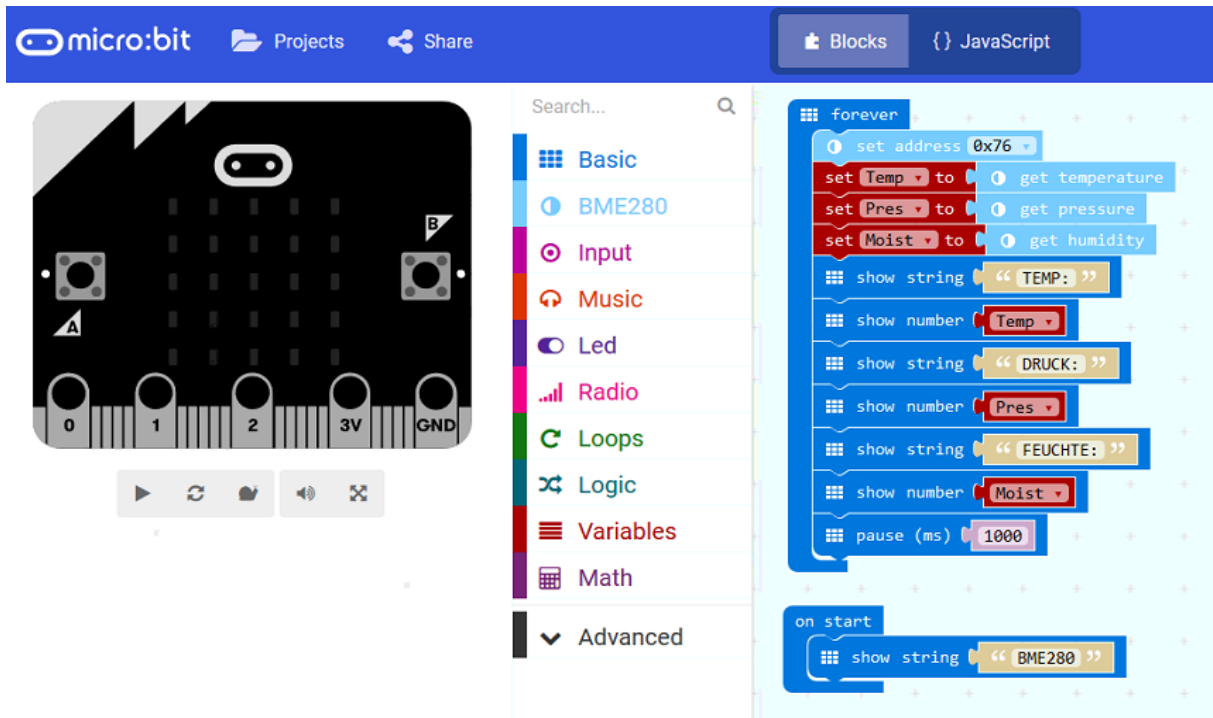 micro:bit Projects Share Blocks {} JavaScript
B
A
0 1 2 3V GND
Search...
Basic
BME280
Input
Music
Led
Radio
Loops
Logic
Variables
Math
Advanced
forever
set address 0x76
set Temp to get temperature
set Pres to get pressure
set Moist to get humidity
show string “ TEMP: ”
show number Temp
show string “ DRUCK: ”
show number Pres
show string “ FEUCHTE: ”
show number Moist
pause (ms) 1000
on start
show string “ BME280 ”